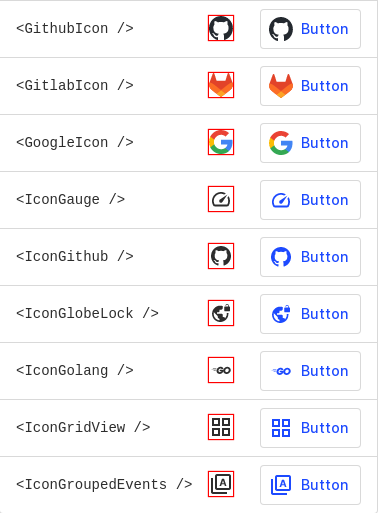 <GithubIcon /> Button
<GitlabIcon /> Button
<GoogleIcon /> Button
<IconGauge /> Button
<IconGithub /> Button
<IconGlobeLock /> Button
<IconGolang /> GO GO Button
<IconGridView /> Button
<IconGroupedEvents /> A A Button